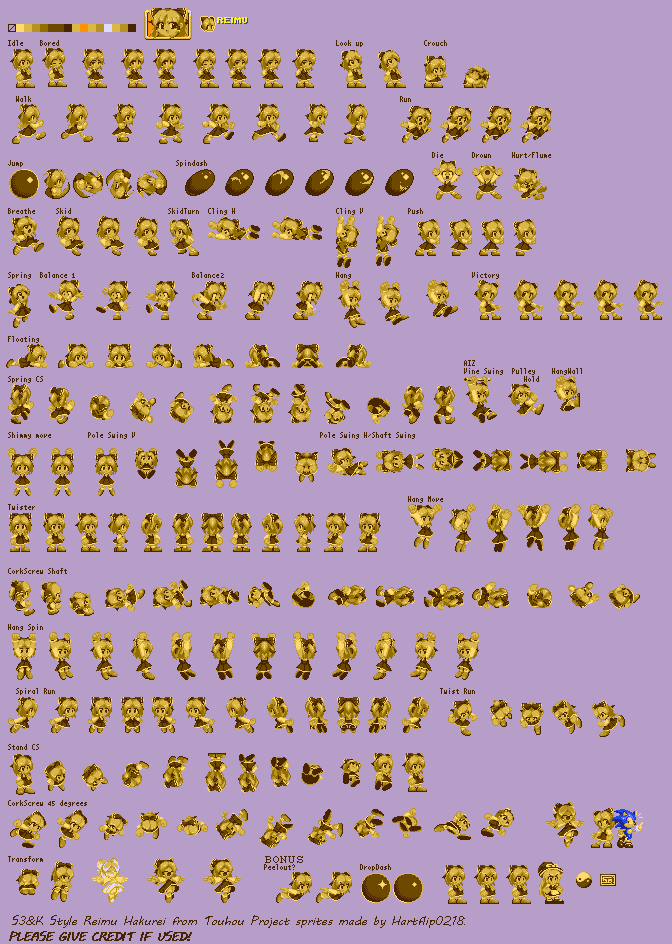 REIMU
Idle Bored Look up Crouch
Walk Run
Jump Spindash Die Drown Hurt/Flume
Breathe Skid SkidTurn Cling H Cling V Push
Spring Balance 1 Balance2 Hang Victory
Floating
Spring CS AIZ Vine Swing Pulley Hold HangWall
Shimmy move Pole Swing V Pole Swing H/Shaft Swing
Twister Hang Move
CorkScrew Shaft
Hang Spin
Spiral Run Twist Run
Stand CS
CorkScrew 45 degrees
Transform BONUS Peelout? DropDash
S3&K Style Reimu Hakurei from Touhou Project sprites made by Hartflip0218.
PLEASE GIVE CREDIT IF USED!